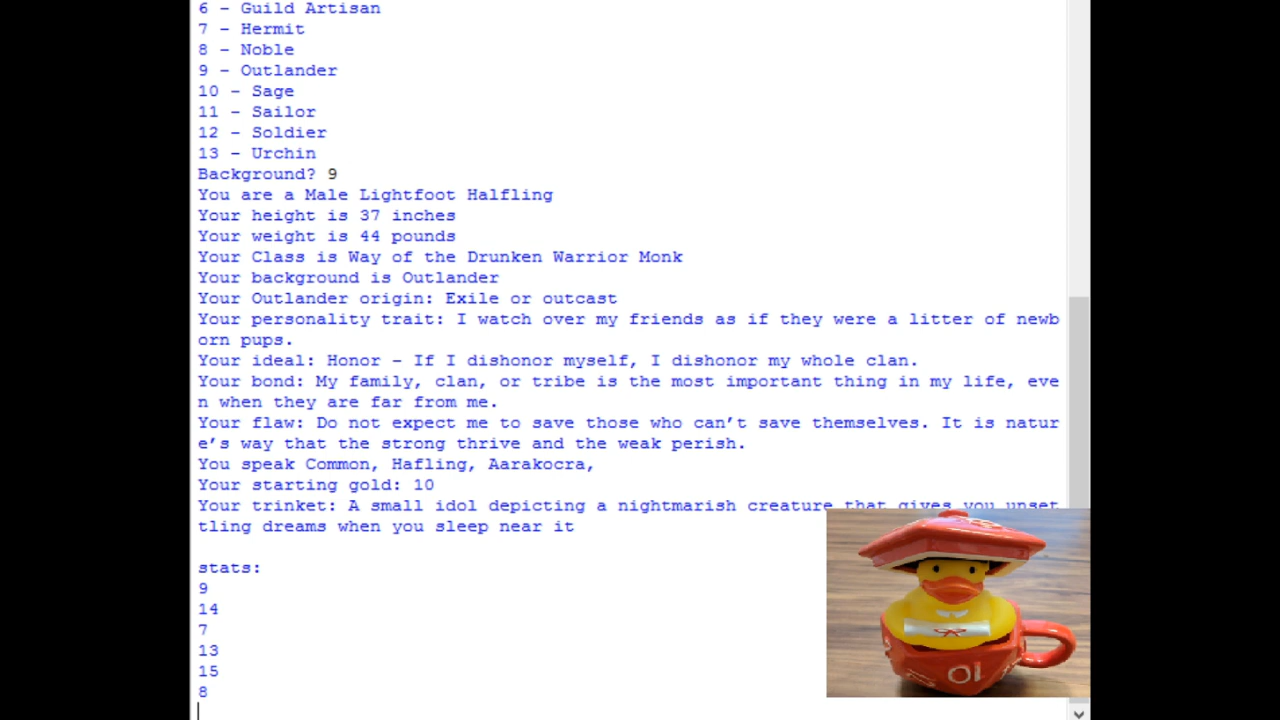 6 - Guild Artisan
7 - Hermit
8 - Noble
9 - Outlander
10 - Sage
11 - Sailor
12 - Soldier
13 - Urchin
Background? 9
You are a Male Lightfoot Halfling
Your height is 37 inches
Your weight is 44 pounds
Your Class is Way of the Drunken Warrior Monk
Your background is Outlander
Your Outlander origin: Exile or outcast
Your personality trait: I watch over my friends as if they were a litter of newb
orn pups.
Your ideal: Honor - If I dishonor myself, I dishonor my whole clan.
Your bond: My family, clan, or tribe is the most important thing in my life, eve
n when they are far from me.
Your flaw: Do not expect me to save those who can’t save themselves. It is natur
e’s way that the strong thrive and the weak perish.
You speak Common, Hafling, Aarakocra,
Your starting gold: 10
Your trinket: A small idol depicting a nightmarish creature that gives you unset
tling dreams when you sleep near it
stats:
9
14
7
13
15
8
10